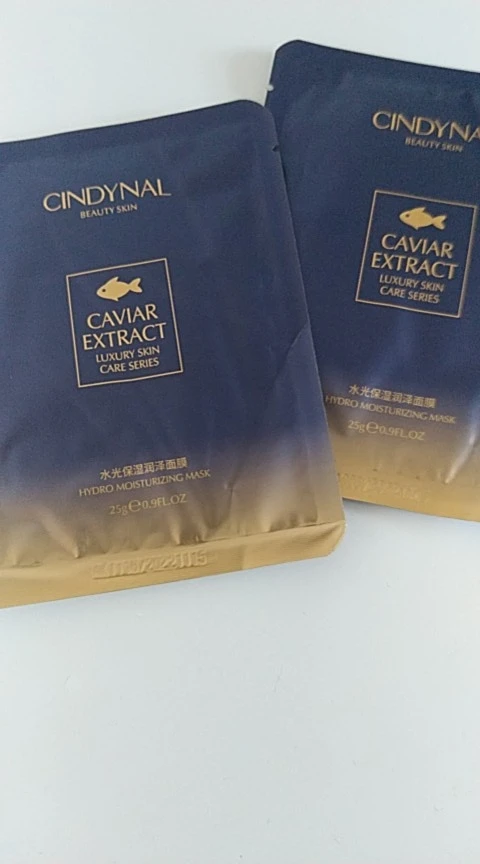 CINDYNAL
BEAUTY SKIN
CAVIAR
EXTRACT
LUXURY SKIN
CARE SERIES
水光保湿润泽面膜
HYDRO MOISTURIZING MASK
25g℮0.9FL.OZ
CINDYNA
BEAUTY SKIN
CAVIAR
EXTRACT
LUXURY SKIN
CARE SERIES
水光保湿润泽面膜
HYDRO MOISTURIZING MASK
25g℮0.9FL.OZ